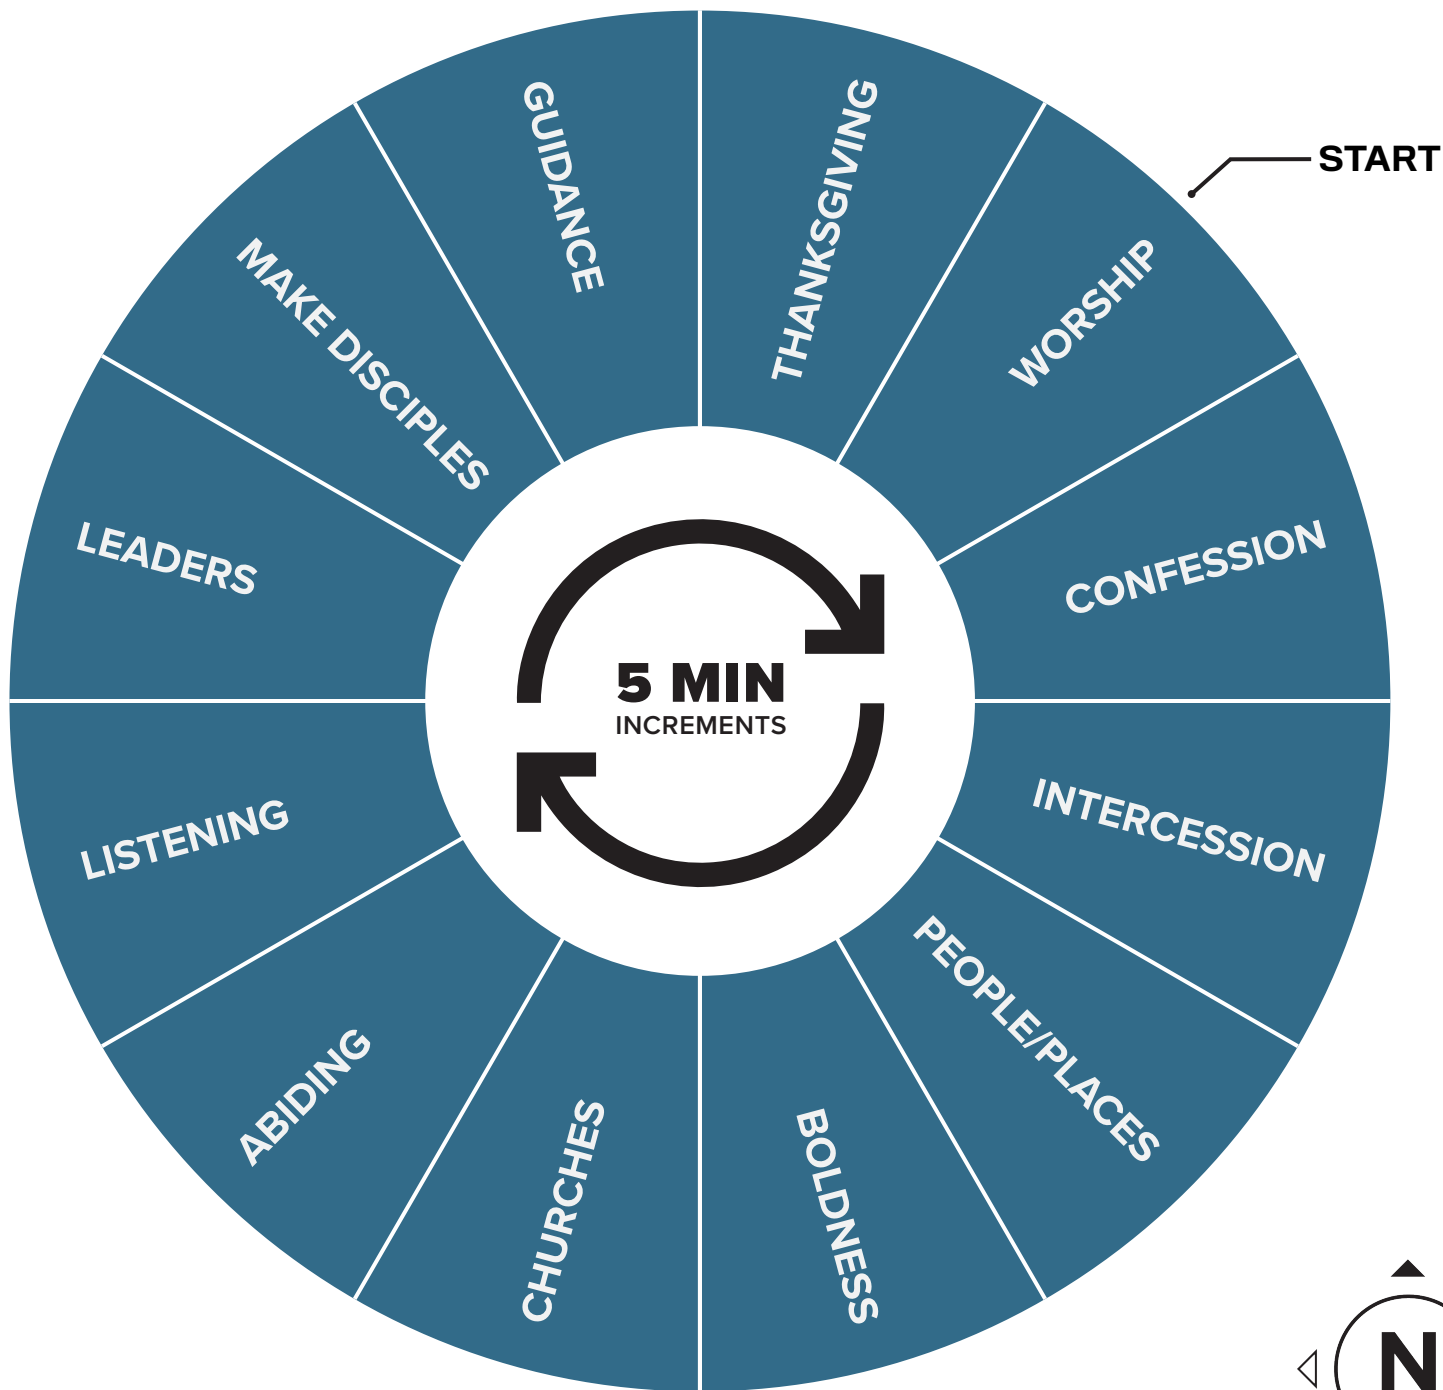 START
WORSHIP
CONFESSION
INTERCESSION
PEOPLE/PLACES
BOLDNESS
CHURCHES
ABIDING
LISTENING
LEADERS
MAKE DISCIPLES
GUIDANCE
THANKSGIVING
5 MIN
INCREMENTS
N